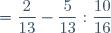 = 2/13 − 5/13 : 10/16